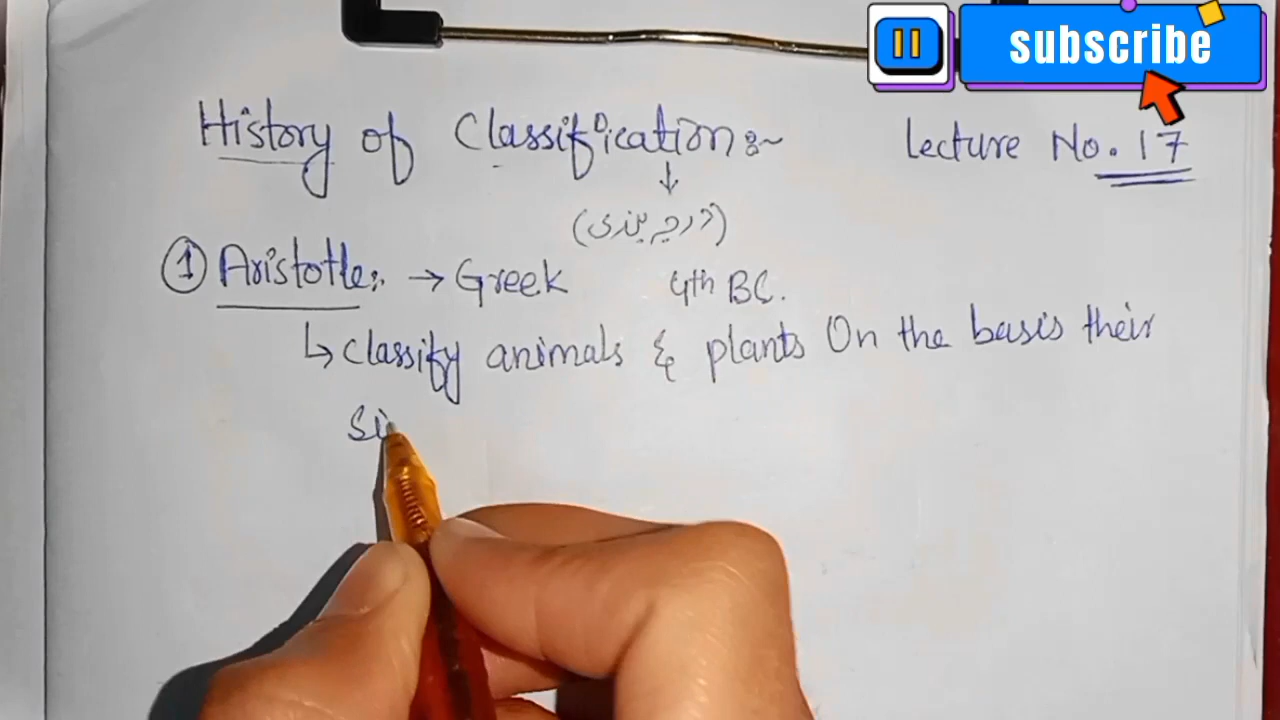 subscribe
History of Classification:~ Lecture No. 17
↓
(درجہ بندی)
① Aristotle:. → Greek 4th BC.
↳ classify animals & plants On the basis their
Si